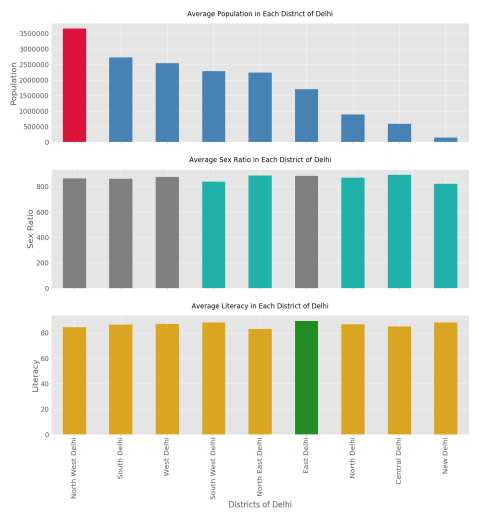 Average Population in Each District of Delhi
3500000
3000000
2500000
2000000
1500000
1000000
500000
0
Population
Average Sex Ratio in Each District of Delhi
800
600
400
200
0
Sex Ratio
Average Literacy in Each District of Delhi
80
60
40
20
0
Literacy
North West Delhi
South Delhi
West Delhi
South West Delhi
North East Delhi
East Delhi
North Delhi
Central Delhi
New Delhi
Districts of Delhi